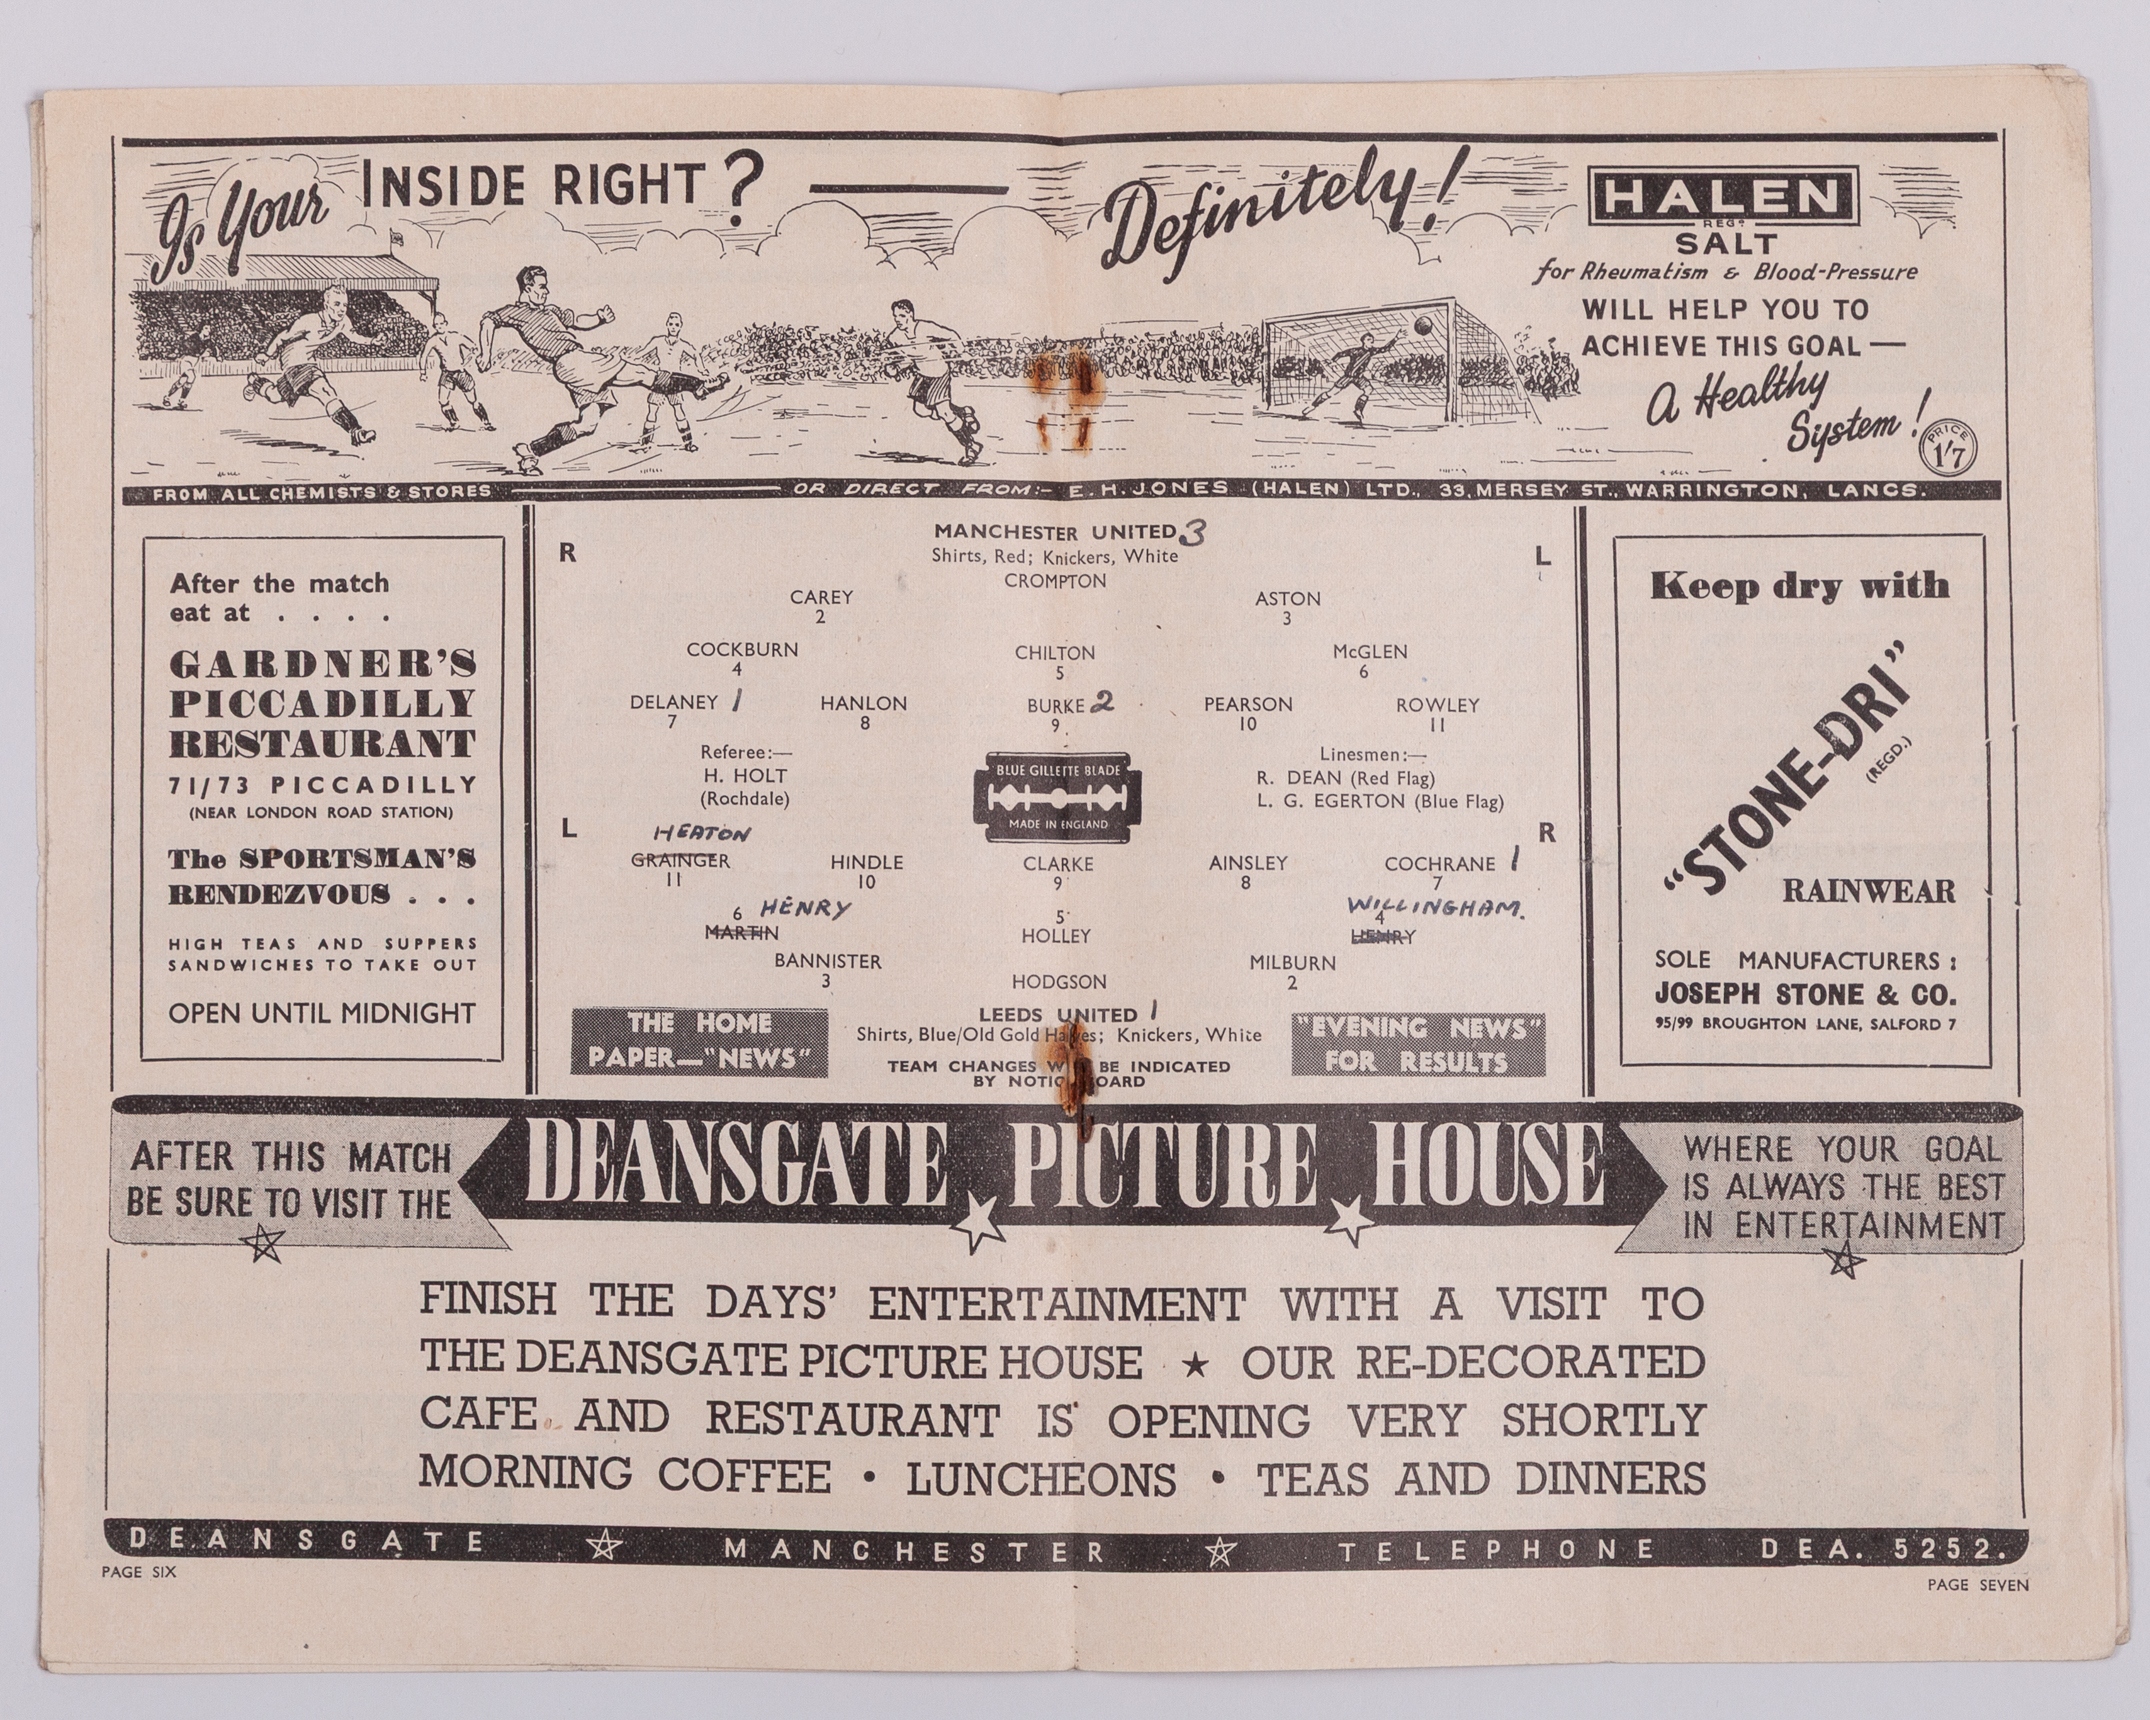 Is Your INSIDE RIGHT? — Definitely!
HALEN
REGD
SALT
for Rheumatism & Blood-Pressure
WILL HELP YOU TO
ACHIEVE THIS GOAL —
A Healthy
System!
PRICE
1/7
FROM ALL CHEMISTS & STORES OR DIRECT FROM:- E. H. JONES (HALEN) LTD., 33, MERSEY ST., WARRINGTON, LANCS.
After the match
eat at . . . .
GARDNER'S
PICCADILLY
RESTAURANT
71/73 PICCADILLY
(NEAR LONDON ROAD STATION)
The SPORTSMAN'S
RENDEZVOUS . . .
HIGH TEAS AND SUPPERS
SANDWICHES TO TAKE OUT
OPEN UNTIL MIDNIGHT
MANCHESTER UNITED 3
R L
Shirts, Red; Knickers, White
CROMPTON
CAREY ASTON
2 3
COCKBURN CHILTON McGLEN
4 5 6
DELANEY 1 HANLON BURKE 2 PEARSON ROWLEY
7 8 9 10 11
Referee:— Linesmen:—
H. HOLT R. DEAN (Red Flag)
(Rochdale) L. G. EGERTON (Blue Flag)
BLUE GILLETTE BLADE
MADE IN ENGLAND
L R
HEATON
GRAINGER HINDLE CLARKE AINSLEY COCHRANE 1
11 10 9 8 7
6 HENRY 5 WILLINGHAM.
4
MARTIN HOLLEY HENRY
BANNISTER MILBURN
3 HODGSON 2
LEEDS UNITED 1
Shirts, Blue/Old Gold Halves; Knickers, White
TEAM CHANGES WILL BE INDICATED
BY NOTICE BOARD
THE HOME
PAPER—"NEWS"
"EVENING NEWS"
FOR RESULTS
Keep dry with
"STONE-DRI"
(REGD.)
RAINWEAR
SOLE MANUFACTURERS:
JOSEPH STONE & CO.
95/99 BROUGHTON LANE, SALFORD 7
AFTER THIS MATCH
BE SURE TO VISIT THE
DEANSGATE PICTURE HOUSE
WHERE YOUR GOAL
IS ALWAYS THE BEST
IN ENTERTAINMENT
FINISH THE DAYS' ENTERTAINMENT WITH A VISIT TO
THE DEANSGATE PICTURE HOUSE ★ OUR RE-DECORATED
CAFE AND RESTAURANT IS OPENING VERY SHORTLY
MORNING COFFEE • LUNCHEONS • TEAS AND DINNERS
DEANSGATE ☆ MANCHESTER ☆ TELEPHONE DEA. 5252.
PAGE SIX PAGE SEVEN